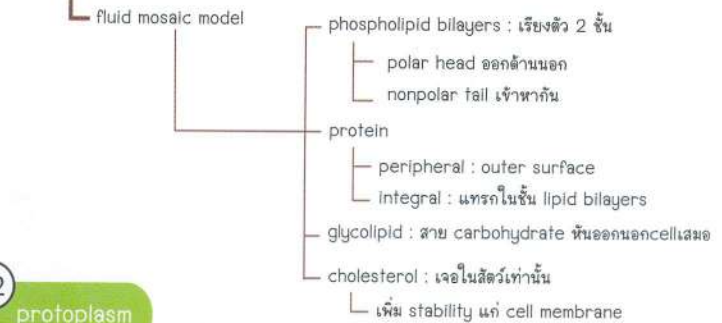 fluid mosaic model
phospholipid bilayers : เรียงตัว 2 ชั้น
polar head ออกด้านนอก
nonpolar tail เข้าหากัน
protein
peripheral : outer surface
integral : แทรกในชั้น lipid bilayers
glycolipid : สาย carbohydrate หันออกนอกcellเสมอ
cholesterol : เจอในสัตว์เท่านั้น
เพิ่ม stability แก่ cell membrane
2
protoplasm